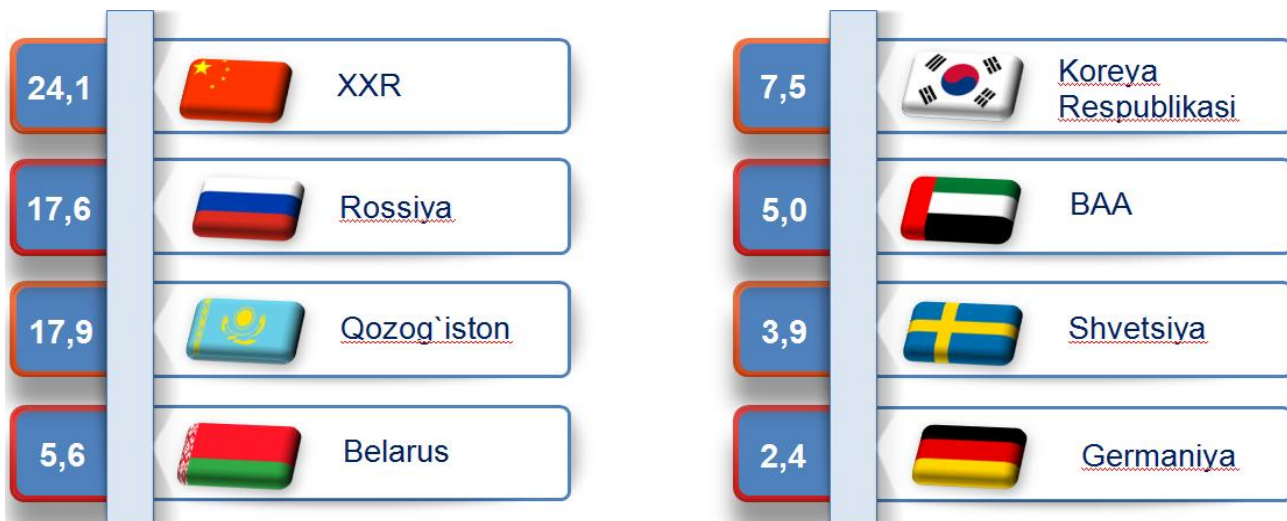 24,1
XXR
17,6
Rossiya
17,9
Qozog`iston
5,6
Belarus
7,5
Koreya
Respublikasi
5,0
BAA
3,9
Shvetsiya
2,4
Germaniya